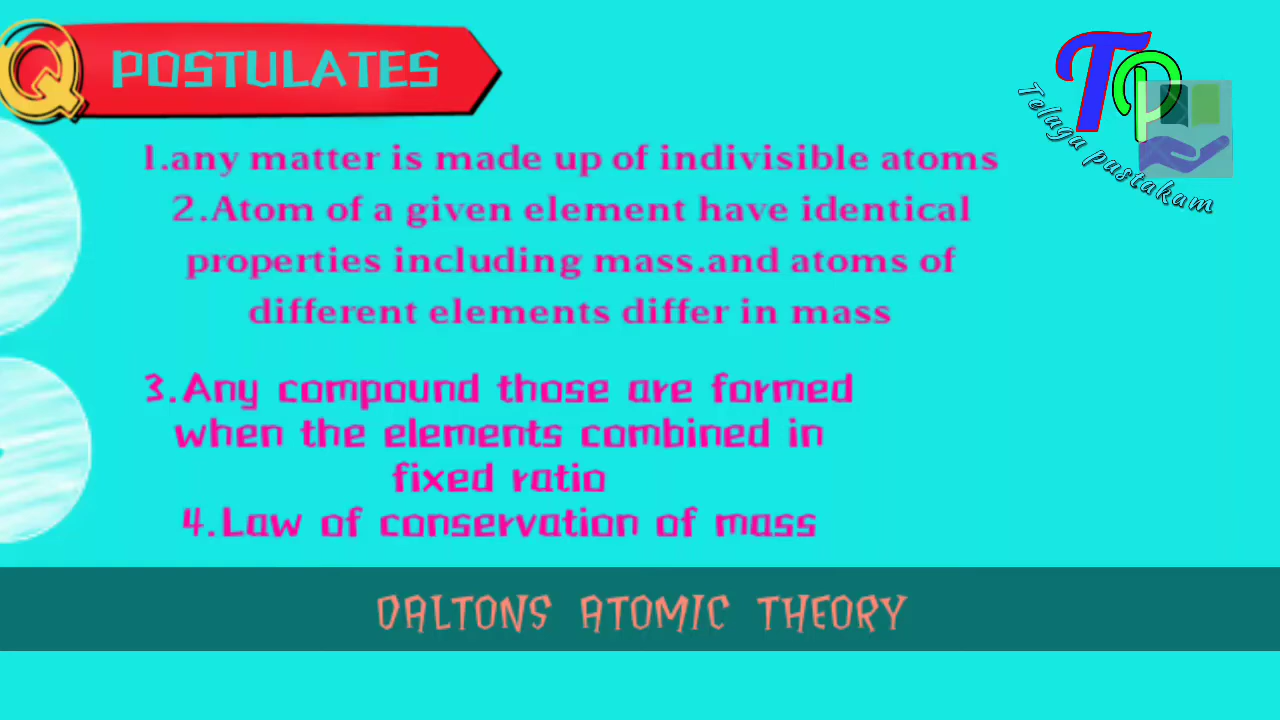 POSTULATES
TP
Telaga pustakam
1.any matter is made up of indivisible atoms
2.Atom of a given element have identical
properties including mass.and atoms of
different elements differ in mass
3.Any compound those are formed
when the elements combined in
fixed ratio
4.Law of conservation of mass
DALTONS ATOMIC THEORY